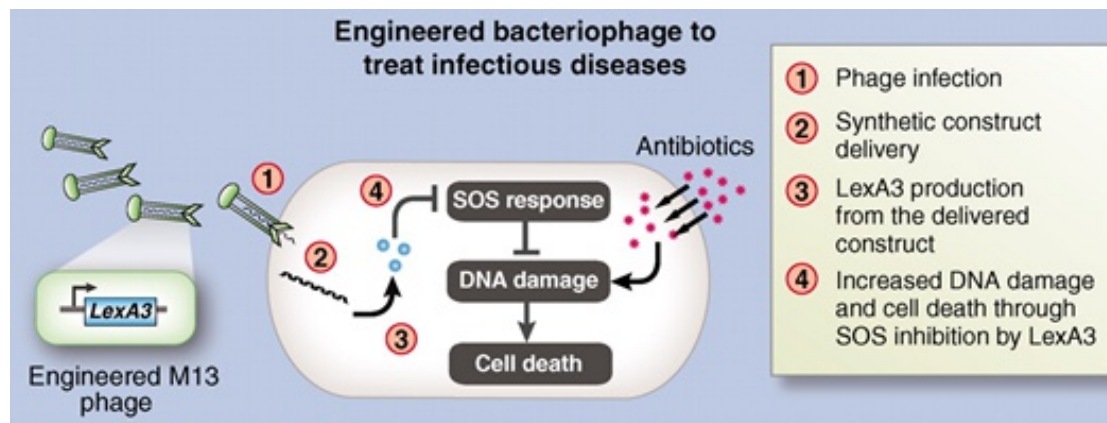 Engineered bacteriophage to
treat infectious diseases
Antibiotics
1
2
3
4
SOS response
DNA damage
Cell death
LexA3
Engineered M13
phage
1 Phage infection
2 Synthetic construct
delivery
3 LexA3 production
from the delivered
construct
4 Increased DNA damage
and cell death through
SOS inhibition by LexA3